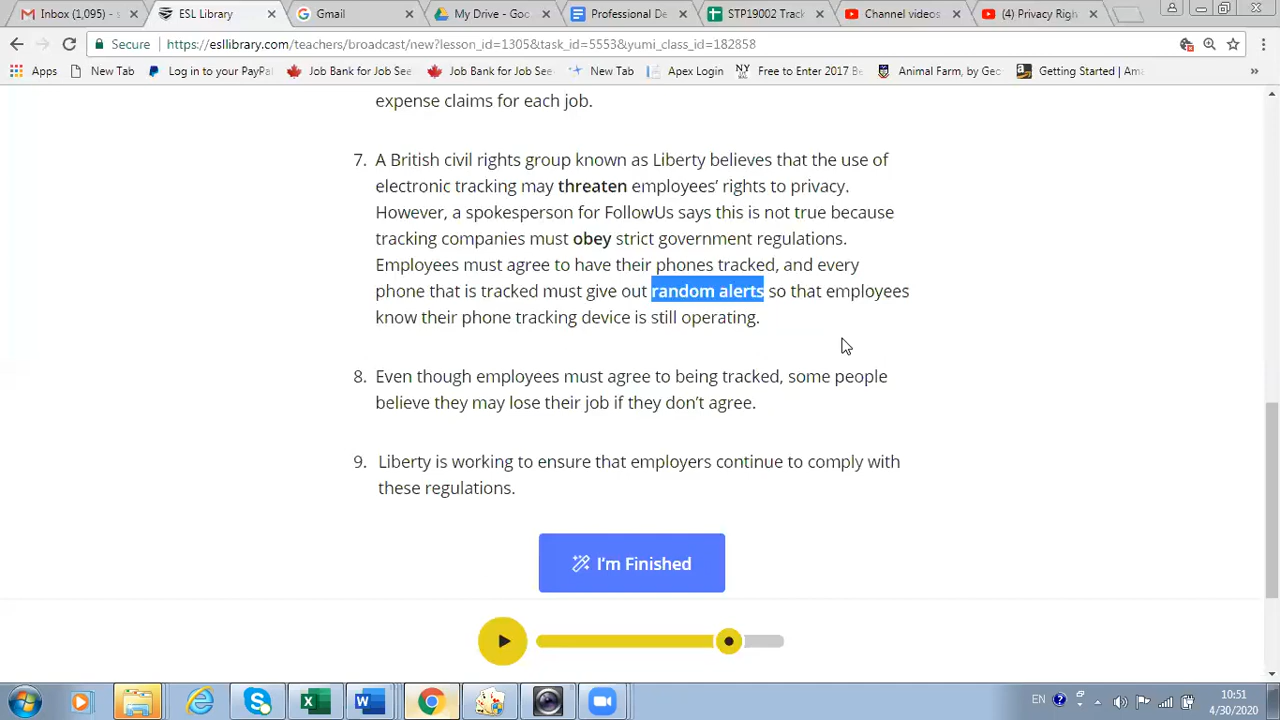 Inbox (1,095) - s
ESL Library
Gmail
My Drive - Goo
Professional De
STP19002 Track
Channel videos
(4) Privacy Righ
Secure
https://esllibrary.com/teachers/broadcast/new?lesson_id=1305&task_id=5553&yumi_class_id=182858
Apps
New Tab
Log in to your PayPal
Job Bank for Job See
Job Bank for Job See
New Tab
Apex Login
Free to Enter 2017 B
Animal Farm, by Geo
Getting Started | Ama
expense claims for each job.
7. A British civil rights group known as Liberty believes that the use of
electronic tracking may threaten employees’ rights to privacy.
However, a spokesperson for FollowUs says this is not true because
tracking companies must obey strict government regulations.
Employees must agree to have their phones tracked, and every
phone that is tracked must give out random alerts so that employees
know their phone tracking device is still operating.
8. Even though employees must agree to being tracked, some people
believe they may lose their job if they don’t agree.
9. Liberty is working to ensure that employers continue to comply with
these regulations.
I’m Finished
EN
10:51
4/30/2020